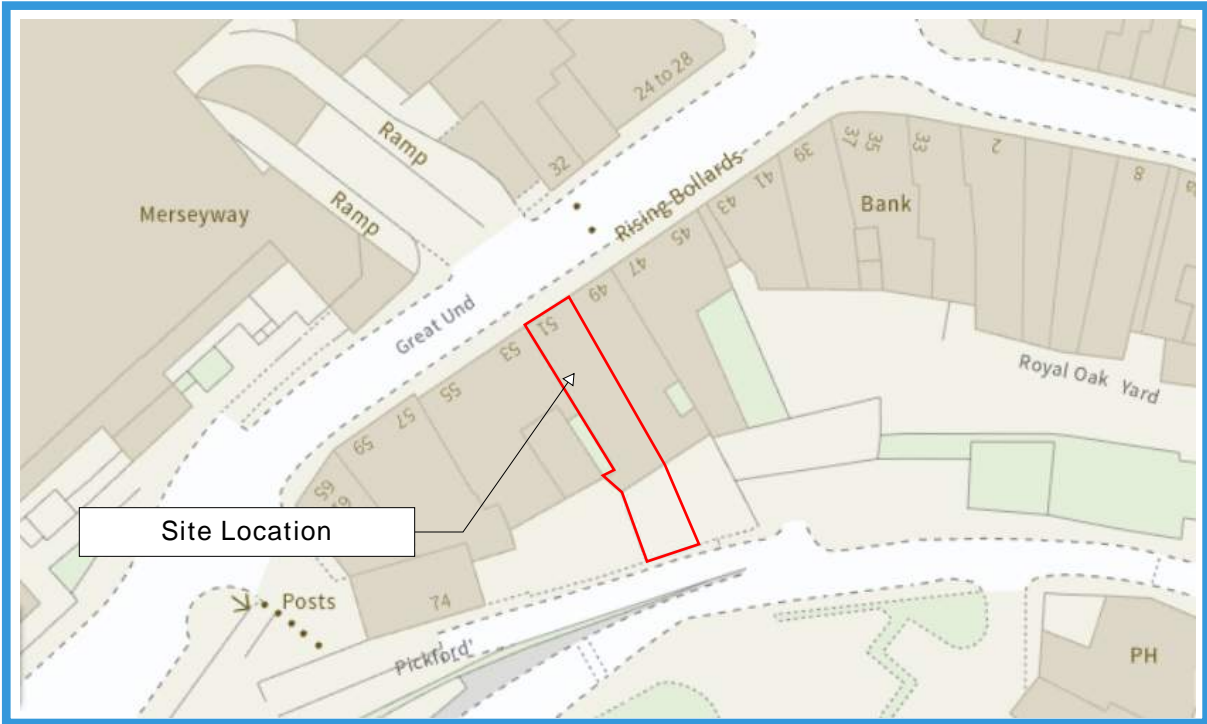 1
24 to 28
Ramp
32
Ramp
Merseyway
Rising Bollards
37
35
33
2
39
41
8
43
Bank
45
47
49
51
Great Und
53
55
57
59
Royal Oak Yard
65
Site Location
Posts
74
Pickford'
PH